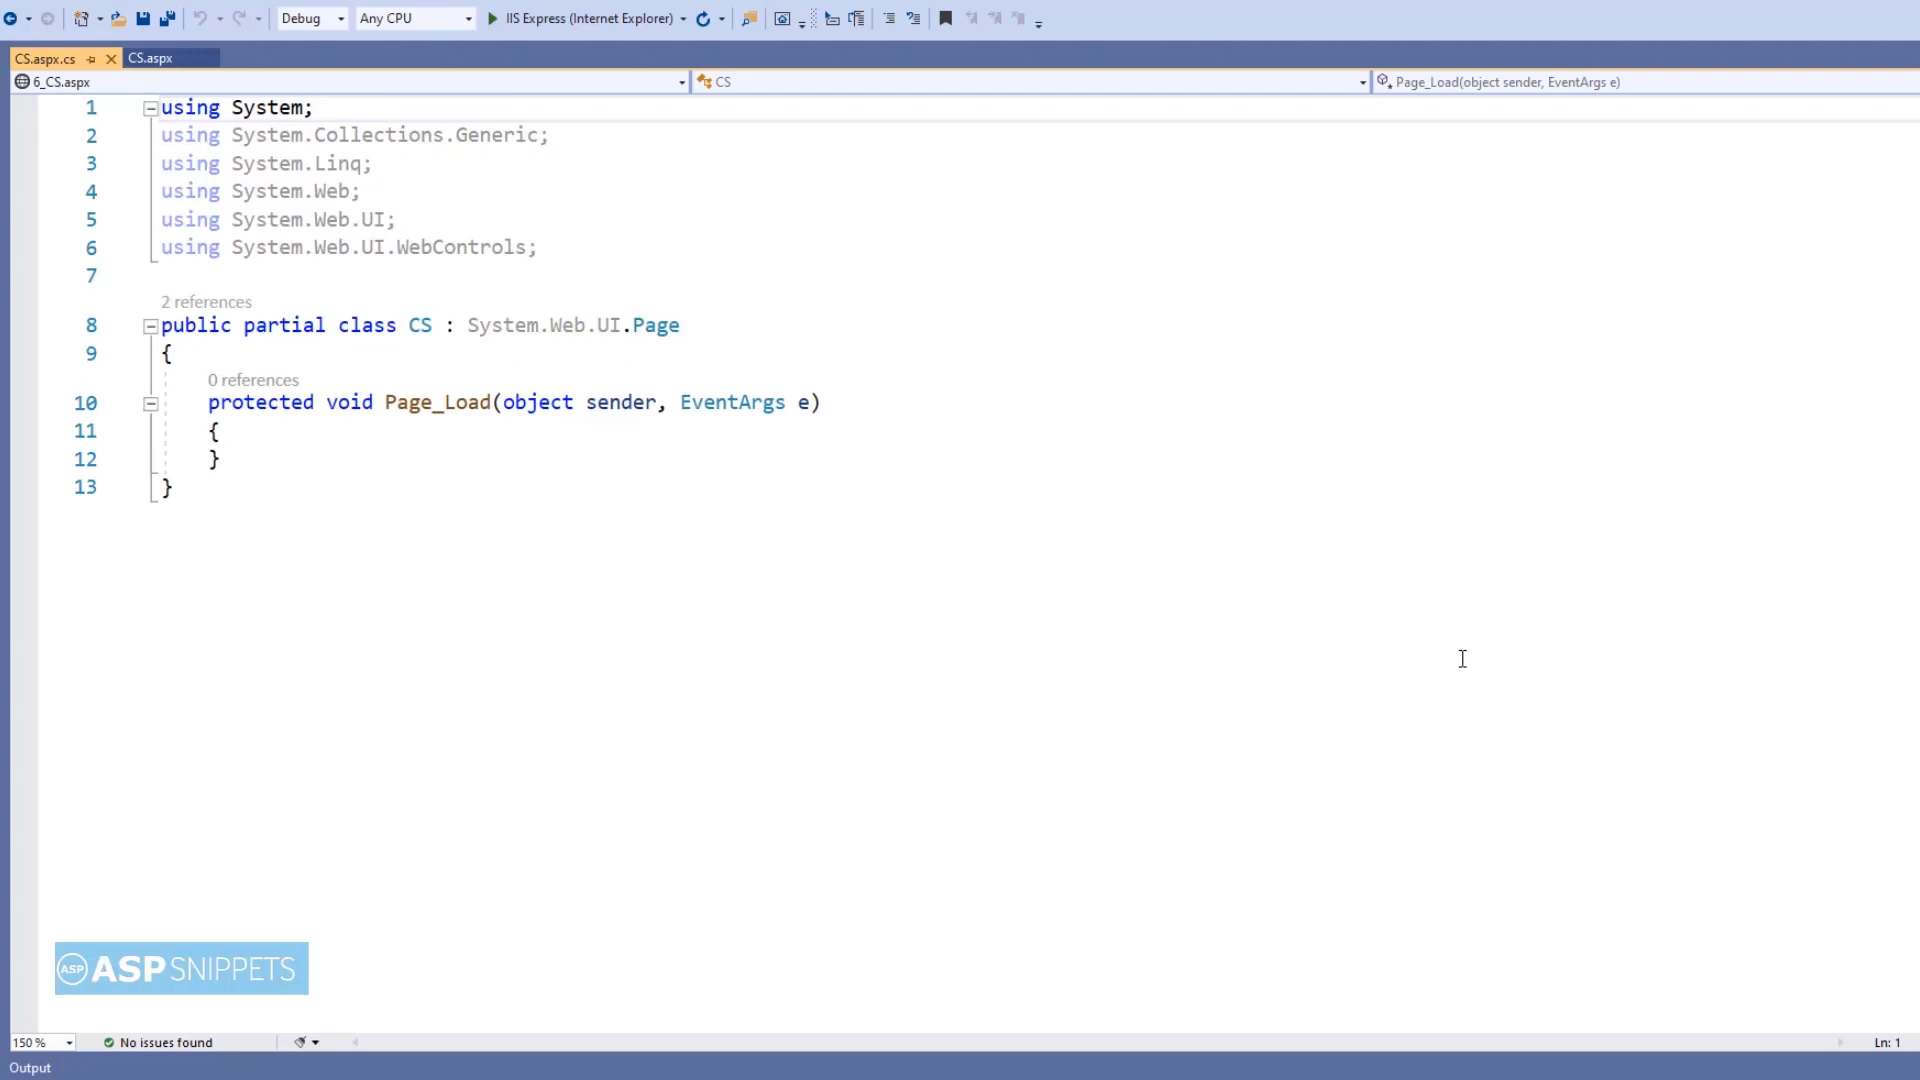 Debug Any CPU IIS Express (Internet Explorer)
CS.aspx.cs CS.aspx
6_CS.aspx CS Page_Load(object sender, EventArgs e)
1 using System;
2 using System.Collections.Generic;
3 using System.Linq;
4 using System.Web;
5 using System.Web.UI;
6 using System.Web.UI.WebControls;
7
2 references
8 public partial class CS : System.Web.UI.Page
9 {
0 references
10 protected void Page_Load(object sender, EventArgs e)
11 {
12 }
13 }
ASP ASPSNIPPETS
150 % No issues found Ln: 1
Output